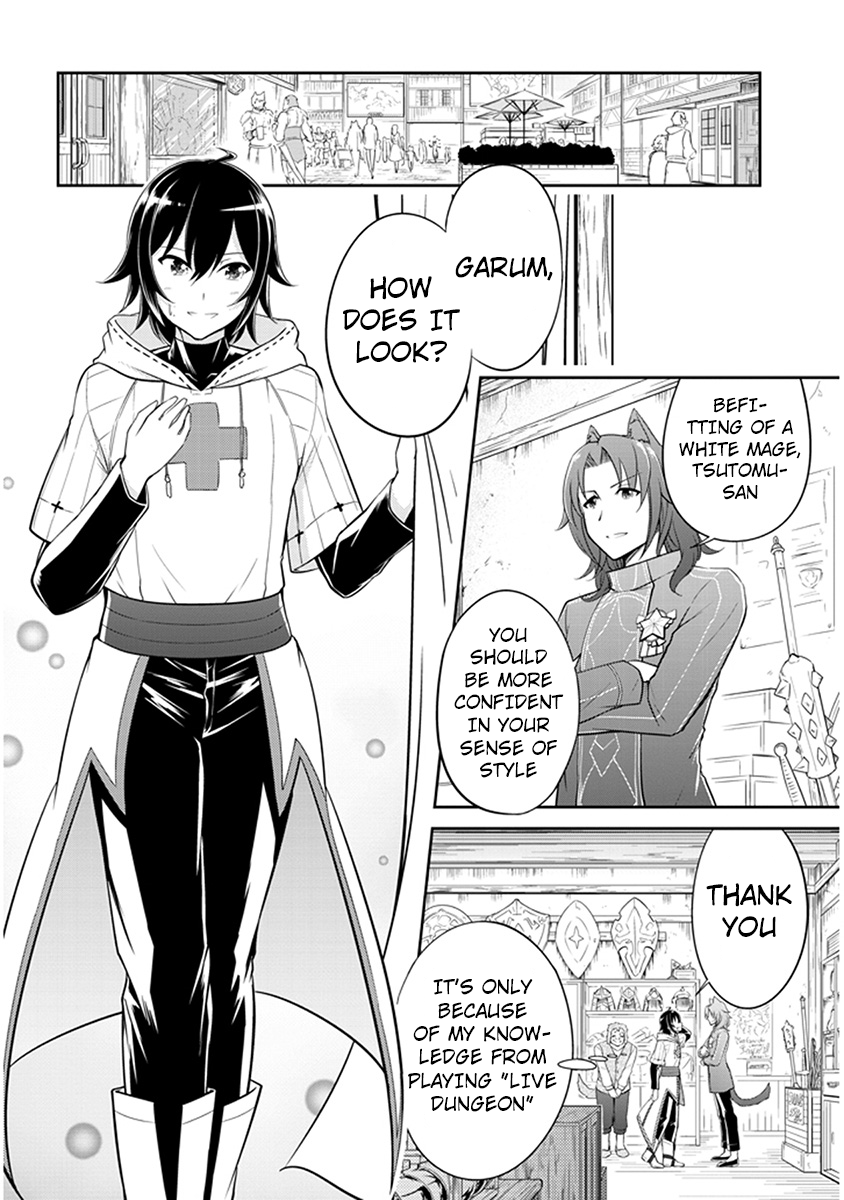 GARUM,
HOW
DOES IT
LOOK?
BEFI-
TTING OF A
WHITE MAGE,
TSUTOMU-
SAN
YOU
SHOULD
BE MORE
CONFIDENT
IN YOUR
SENSE OF
STYLE
THANK
YOU
IT'S ONLY
BECAUSE
OF MY KNOW-
LEDGE FROM
PLAYING "LIVE
DUNGEON"